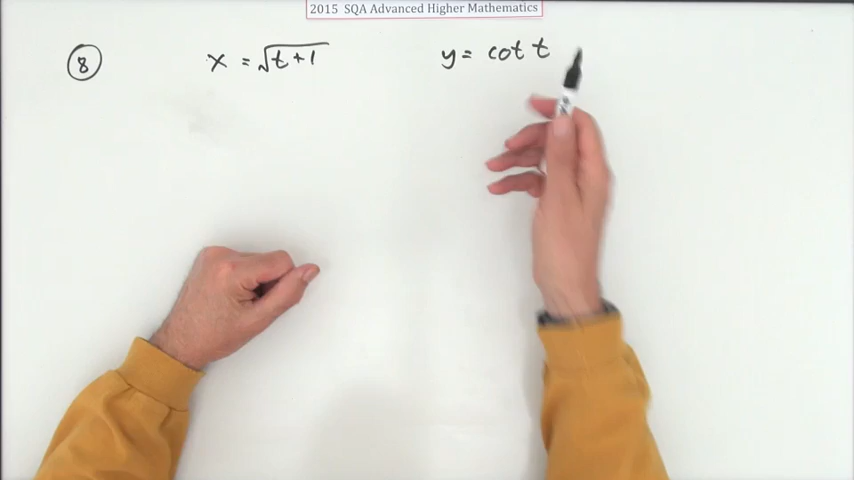 2015 SQA Advanced Higher Mathematics
8 x = √t+1 y = cot t